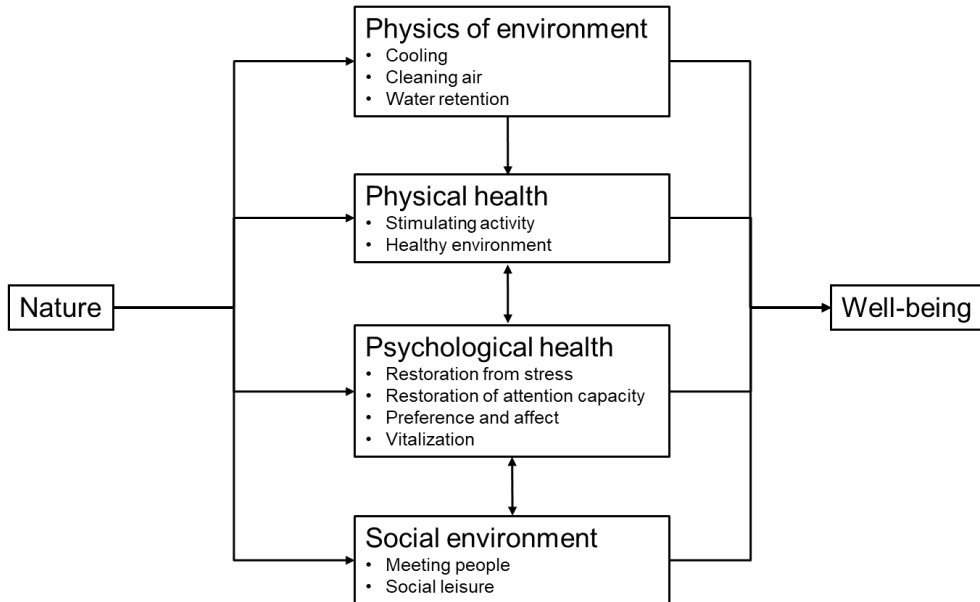 Physics of environment
• Cooling
• Cleaning air
• Water retention
Physical health
• Stimulating activity
• Healthy environment
Nature
Well-being
Psychological health
• Restoration from stress
• Restoration of attention capacity
• Preference and affect
• Vitalization
Social environment
• Meeting people
• Social leisure